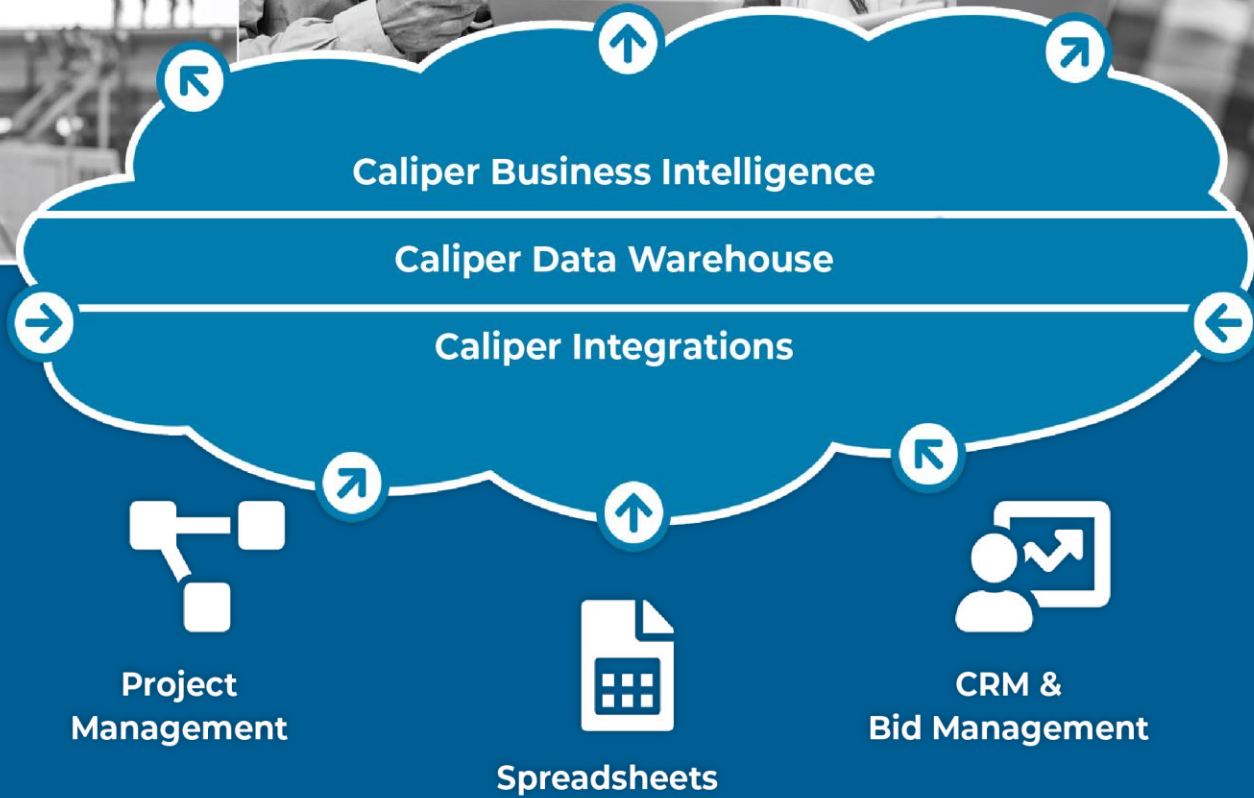 Caliper Business Intelligence
Caliper Data Warehouse
Caliper Integrations
Project
Management
Spreadsheets
CRM &
Bid Management